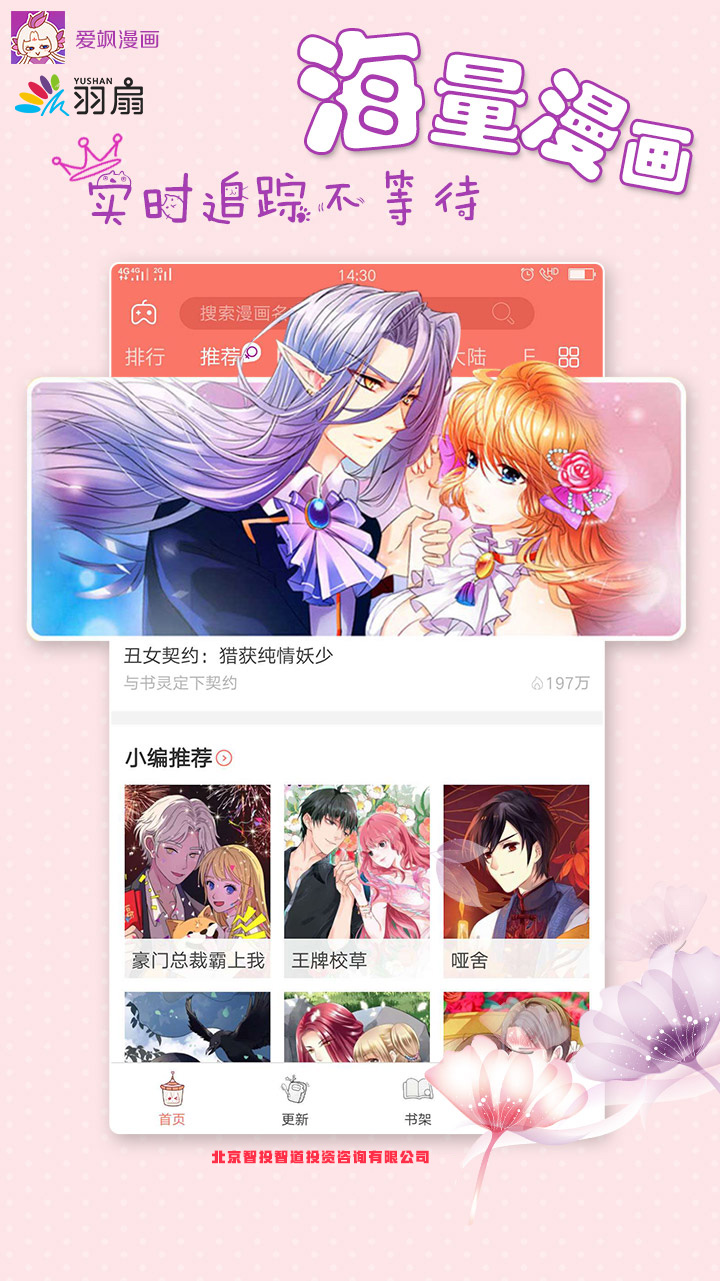 爱飒漫画
YUSHAN
羽扇
海量漫画
实时追踪不等待
4G 4G 2G
14:30
HD
搜索漫画名
排行 推荐 大陆
丑女契约：猎获纯情妖少
与书灵定下契约 197万
小编推荐
豪门总裁霸上我 王牌校草 哑舍
首页 更新 书架
北京智投智道投资咨询有限公司